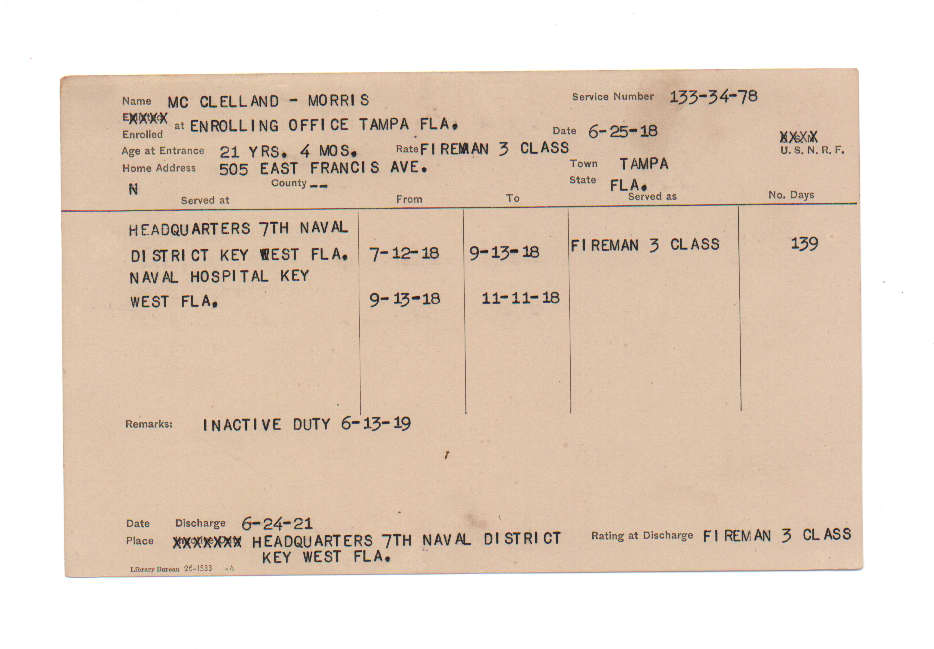 Name MC CLELLAND - MORRIS Service Number 133-34-78
Enrolled at ENROLLING OFFICE TAMPA FLA. Date 6-25-18
U. S. N. R. F.
Age at Entrance 21 YRS. 4 MOS. Rate FIREMAN 3 CLASS
Home Address 505 EAST FRANCIS AVE. Town TAMPA
N County -- State FLA.
Served at From To Served as No. Days
HEADQUARTERS 7TH NAVAL
DISTRICT KEY WEST FLA. 7-12-18 9-13-18 FIREMAN 3 CLASS 139
NAVAL HOSPITAL KEY
WEST FLA. 9-13-18 11-11-18
Remarks: INACTIVE DUTY 6-13-19
Date Discharge 6-24-21
Place XXXXXXX HEADQUARTERS 7TH NAVAL DISTRICT Rating at Discharge FIREMAN 3 CLASS
KEY WEST FLA.
Library Bureau 26-1533